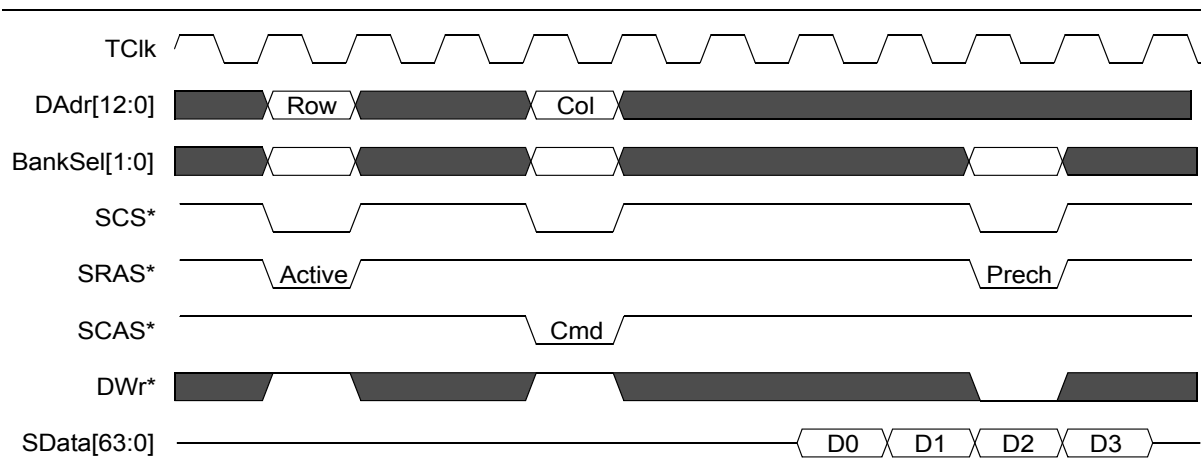 TClk
DAdr[12:0] Row Col
BankSel[1:0]
SCS*
SRAS* Active Prech
SCAS* Cmd
DWr*
SData[63:0] D0 D1 D2 D3